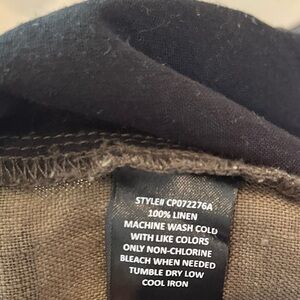 STYLE# CP072276A
100% LINEN
MACHINE WASH COLD
WITH LIKE COLORS
ONLY NON-CHLORINE
BLEACH WHEN NEEDED
TUMBLE DRY LOW
COOL IRON